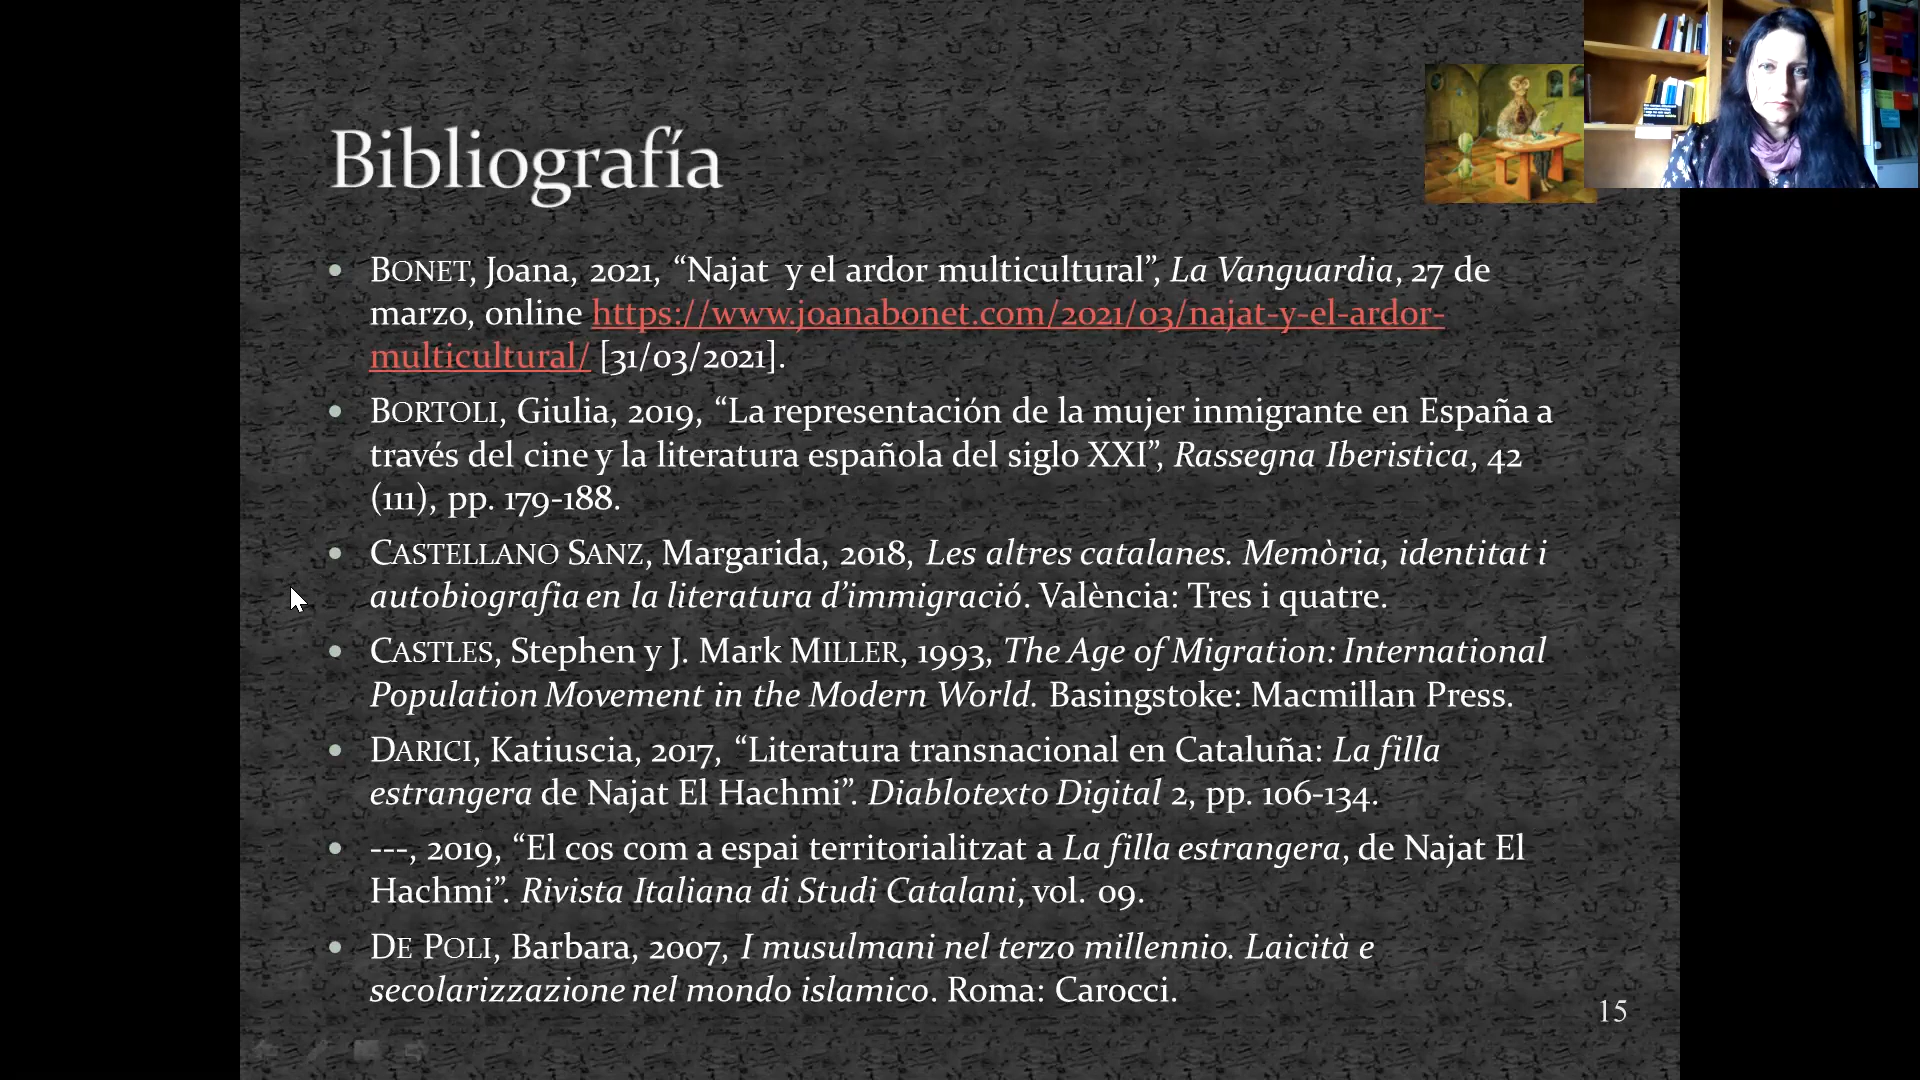 Bibliografía
• BONET, Joana, 2021, “Najat y el ardor multicultural”, La Vanguardia, 27 de
marzo, online https://www.joanabonet.com/2021/03/najat-y-el-ardor-
multicultural/ [31/03/2021].
• BORTOLI, Giulia, 2019, “La representación de la mujer inmigrante en España a
través del cine y la literatura española del siglo XXI”, Rassegna Iberistica, 42
(111), pp. 179-188.
• CASTELLANO SANZ, Margarida, 2018, Les altres catalanes. Memòria, identitat i
autobiografia en la literatura d’immigració. València: Tres i quatre.
• CASTLES, Stephen y J. Mark MILLER, 1993, The Age of Migration: International
Population Movement in the Modern World. Basingstoke: Macmillan Press.
• DARICI, Katiuscia, 2017, “Literatura transnacional en Cataluña: La filla
estrangera de Najat El Hachmi”. Diablotexto Digital 2, pp. 106-134.
• ---, 2019, “El cos com a espai territorialitzat a La filla estrangera, de Najat El
Hachmi”. Rivista Italiana di Studi Catalani, vol. 09.
• DE POLI, Barbara, 2007, I musulmani nel terzo millennio. Laicità e
secolarizzazione nel mondo islamico. Roma: Carocci.
15